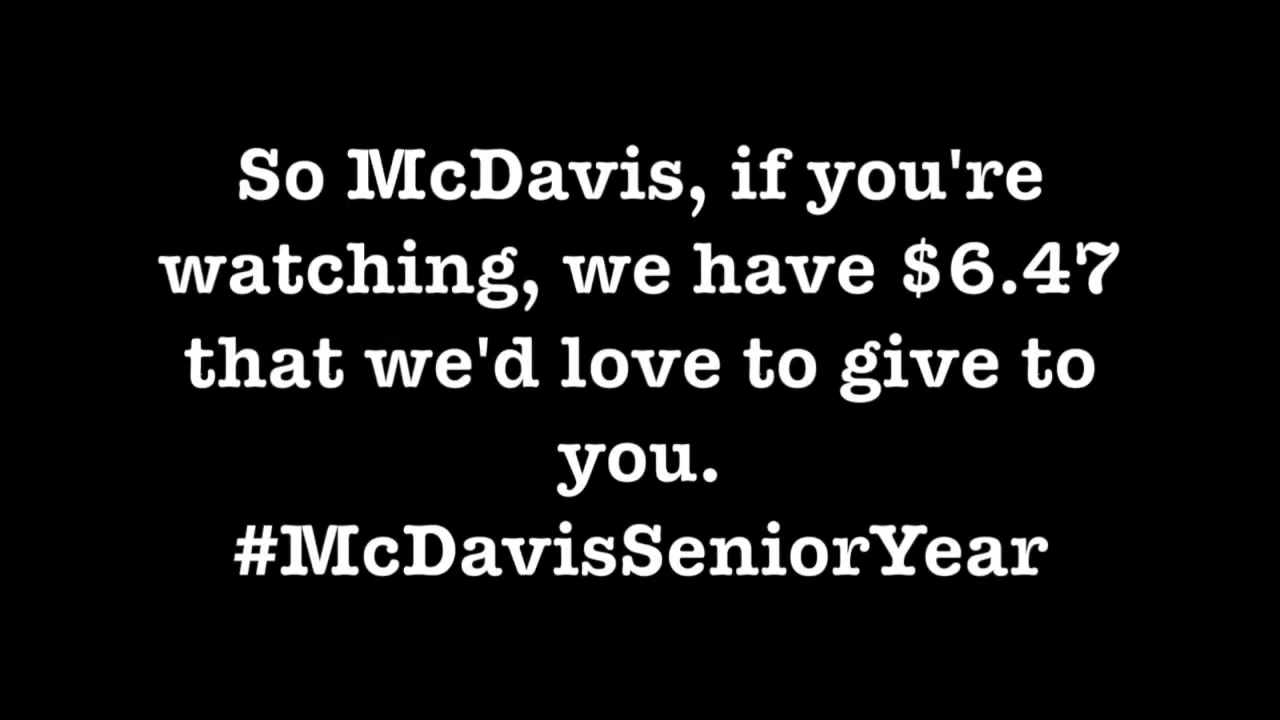 So McDavis, if you're
watching, we have $6.47
that we'd love to give to
you.
#McDavisSeniorYear